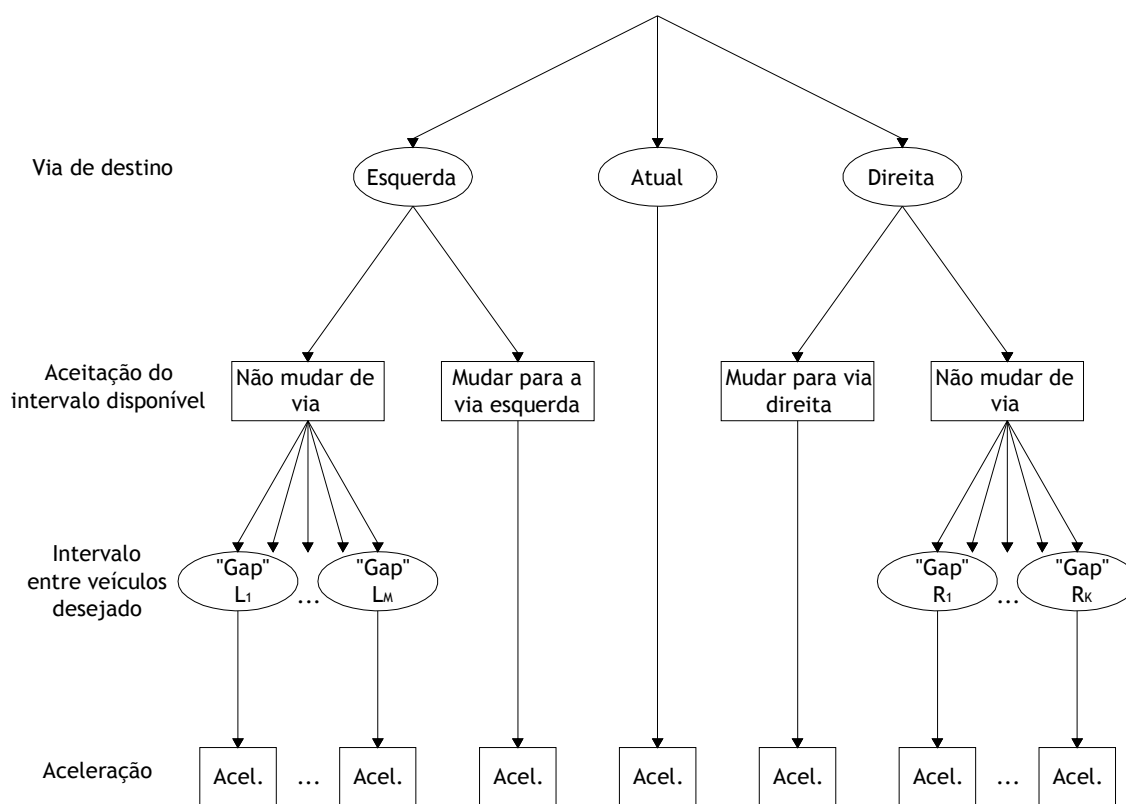 Via de destino
Esquerda
Atual
Direita
Aceitação do
intervalo disponível
Não mudar de
via
Mudar para a
via esquerda
Mudar para via
direita
Não mudar de
via
Intervalo
entre veículos
desejado
"Gap"
L1
...
"Gap"
LM
"Gap"
R1
...
"Gap"
RK
Aceleração
Acel.
...
Acel.
Acel.
Acel.
Acel.
Acel.
...
Acel.